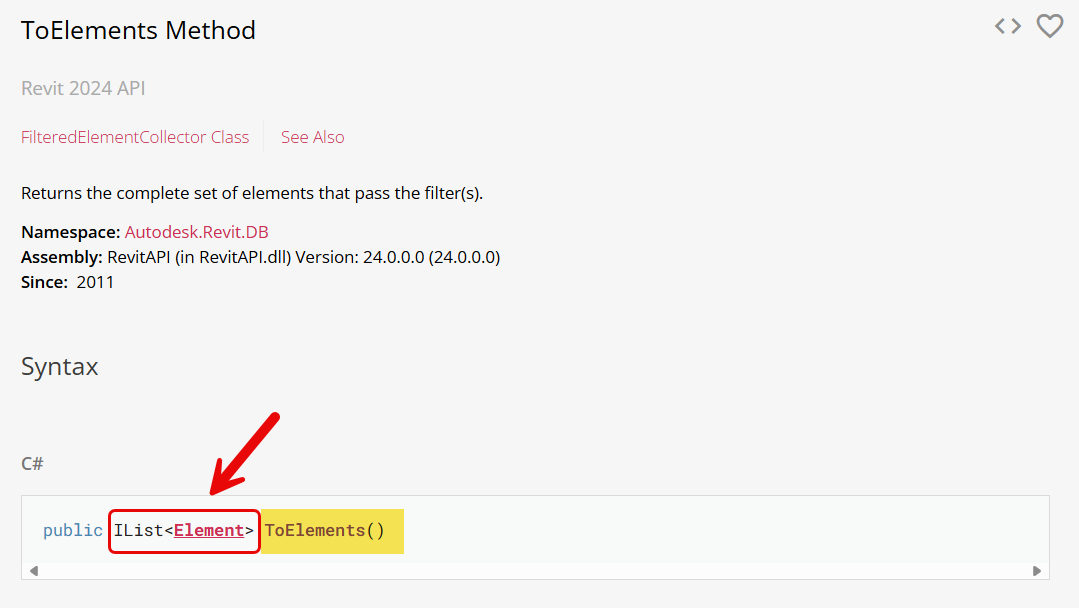 ToElements Method
Revit 2024 API
FilteredElementCollector Class
See Also
Returns the complete set of elements that pass the filter(s).
Namespace: Autodesk.Revit.DB
Assembly: RevitAPI (in RevitAPI.dll) Version: 24.0.0.0 (24.0.0.0)
Since: 2011
Syntax
C#
public IList<Element> ToElements()